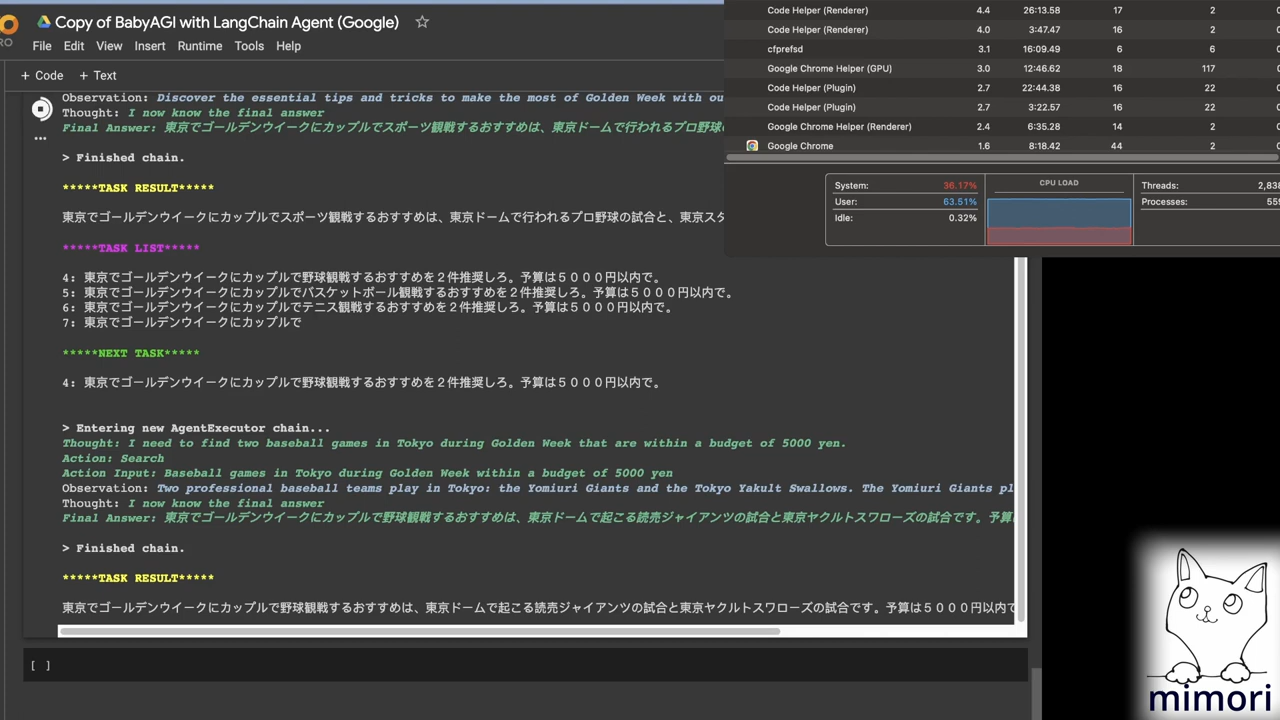 Copy of BabyAGI with LangChain Agent (Google)
File Edit View Insert Runtime Tools Help
+ Code + Text
Observation: Discover the essential tips and tricks to make the most of Golden Week with ou
Thought: I now know the final answer
Final Answer: 東京でゴールデンウイークにカップルでスポーツ観戦するおすすめは、東京ドームで行われるプロ野球
> Finished chain.
*****TASK RESULT*****
東京でゴールデンウイークにカップルでスポーツ観戦するおすすめは、東京ドームで行われるプロ野球の試合と、東京スタ
*****TASK LIST*****
4: 東京でゴールデンウイークにカップルで野球観戦するおすすめを２件推奨しろ。予算は５０００円以内で。
5: 東京でゴールデンウイークにカップルでバスケットボール観戦するおすすめを２件推奨しろ。予算は５０００円以内で。
6: 東京でゴールデンウイークにカップルでテニス観戦するおすすめを２件推奨しろ。予算は５０００円以内で。
7: 東京でゴールデンウイークにカップルで
*****NEXT TASK*****
4: 東京でゴールデンウイークにカップルで野球観戦するおすすめを２件推奨しろ。予算は５０００円以内で。
> Entering new AgentExecutor chain...
Thought: I need to find two baseball games in Tokyo during Golden Week that are within a budget of 5000 yen.
Action: Search
Action Input: Baseball games in Tokyo during Golden Week within a budget of 5000 yen
Observation: Two professional baseball teams play in Tokyo: the Yomiuri Giants and the Tokyo Yakult Swallows. The Yomiuri Giants pl
Thought: I now know the final answer
Final Answer: 東京でゴールデンウイークにカップルで野球観戦するおすすめは、東京ドームで起こる読売ジャイアンツの試合と東京ヤクルトスワローズの試合です。予算
> Finished chain.
*****TASK RESULT*****
東京でゴールデンウイークにカップルで野球観戦するおすすめは、東京ドームで起こる読売ジャイアンツの試合と東京ヤクルトスワローズの試合です。予算は５０００円以内で
[ ]
Code Helper (Renderer) 4.4 26:13.58 17 2
Code Helper (Renderer) 4.0 3:47.47 16 2
cfprefsd 3.1 16:09.49 6 6
Google Chrome Helper (GPU) 3.0 12:46.62 18 117
Code Helper (Plugin) 2.7 22:44.38 16 22
Code Helper (Plugin) 2.7 3:22.57 16 22
Google Chrome Helper (Renderer) 2.4 6:35.28 14 2
Google Chrome 1.6 8:18.42 44 2
System: 36.17%
User: 63.51%
Idle: 0.32%
CPU LOAD
Threads: 2,838
Processes: 559
mimori